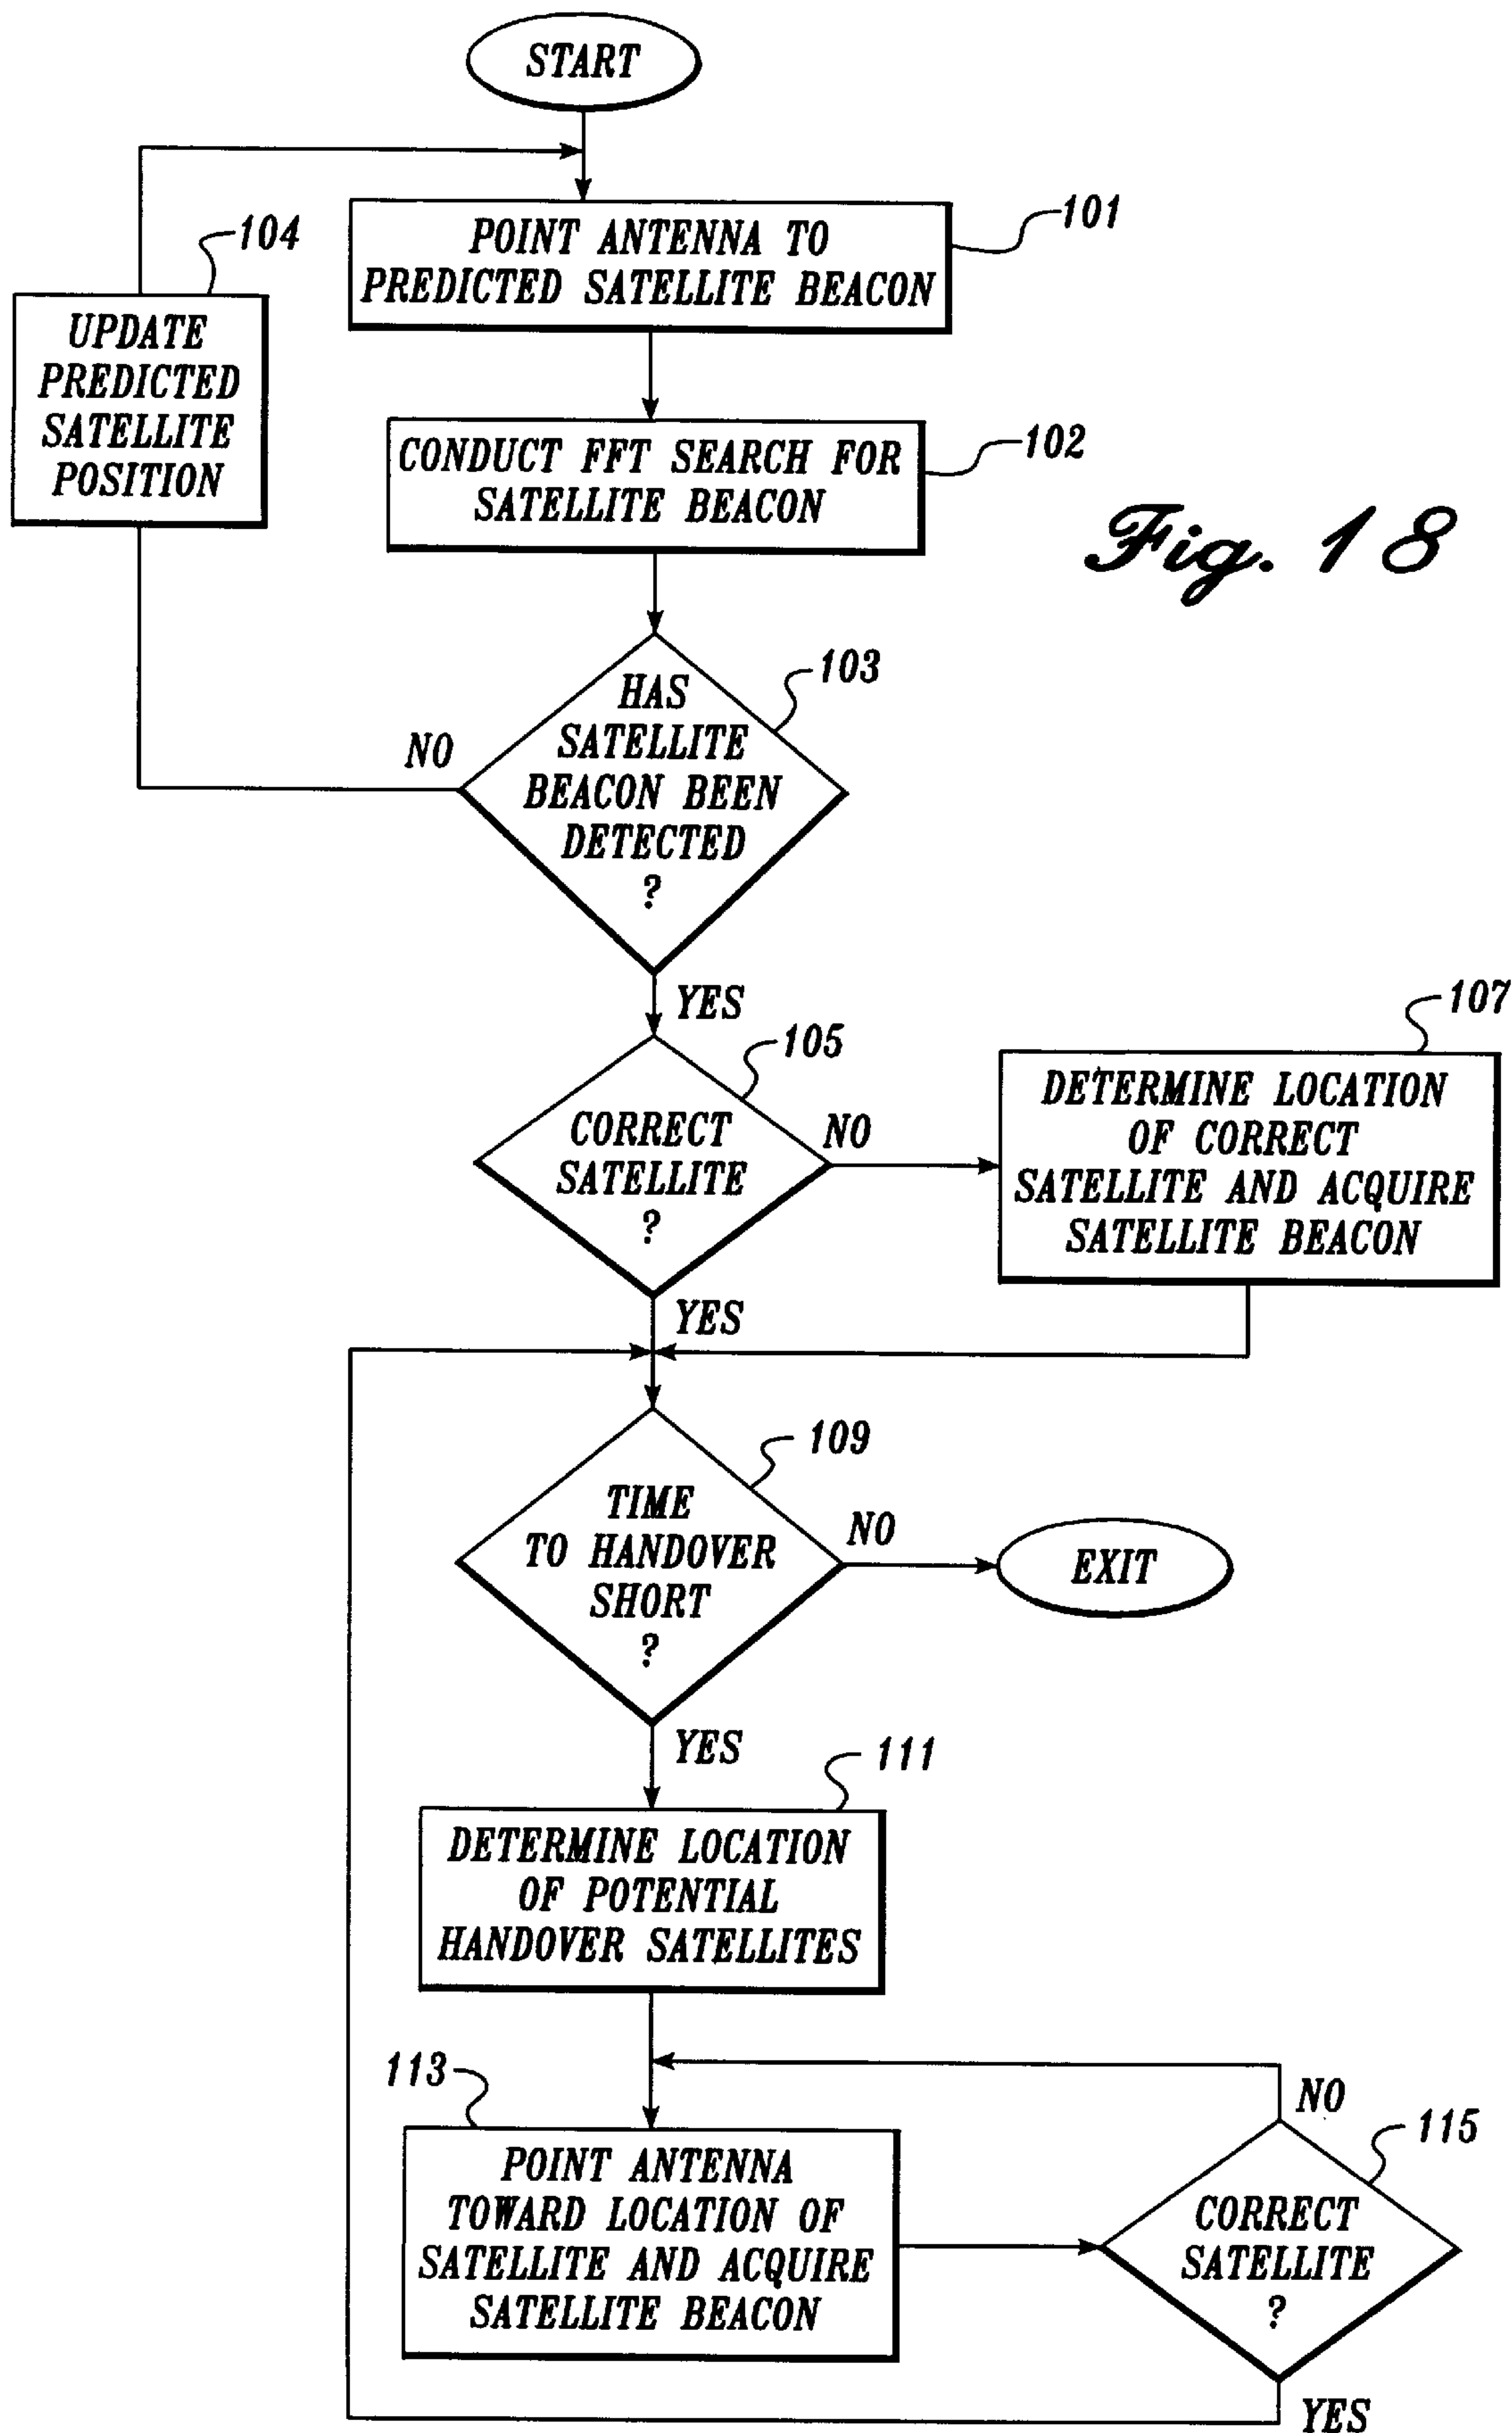 START
101
POINT ANTENNA TO
PREDICTED SATELLITE BEACON
104
UPDATE
PREDICTED
SATELLITE
POSITION
102
CONDUCT FFT SEARCH FOR
SATELLITE BEACON
Fig. 18
103
HAS
SATELLITE
BEACON BEEN
DETECTED
?
NO
YES
105
CORRECT
SATELLITE
?
NO
107
DETERMINE LOCATION
OF CORRECT
SATELLITE AND ACQUIRE
SATELLITE BEACON
YES
109
TIME
TO HANDOVER
SHORT
?
NO
EXIT
YES
111
DETERMINE LOCATION
OF POTENTIAL
HANDOVER SATELLITES
113
POINT ANTENNA
TOWARD LOCATION OF
SATELLITE AND ACQUIRE
SATELLITE BEACON
NO
115
CORRECT
SATELLITE
?
YES